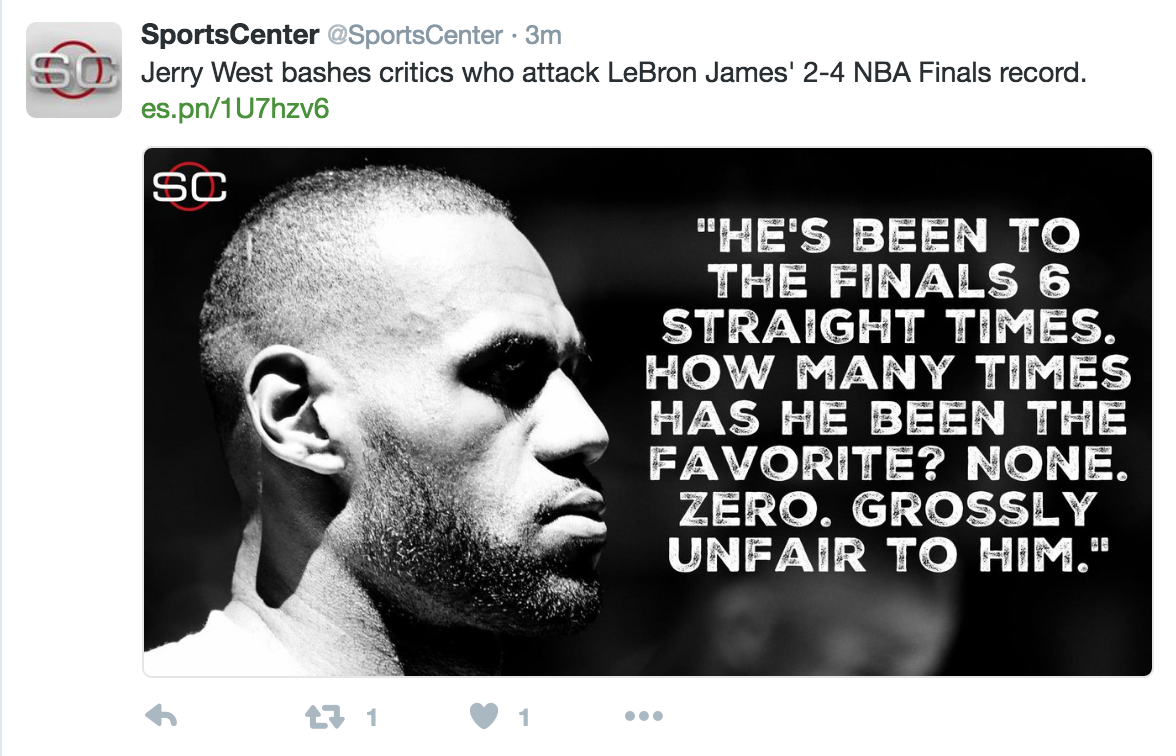 SportsCenter @SportsCenter · 3m
Jerry West bashes critics who attack LeBron James' 2-4 NBA Finals record.
es.pn/1U7hzv6
SC
SC
"HE'S BEEN TO
THE FINALS 6
STRAIGHT TIMES.
HOW MANY TIMES
HAS HE BEEN THE
FAVORITE? NONE.
ZERO. GROSSLY
UNFAIR TO HIM."
1
1